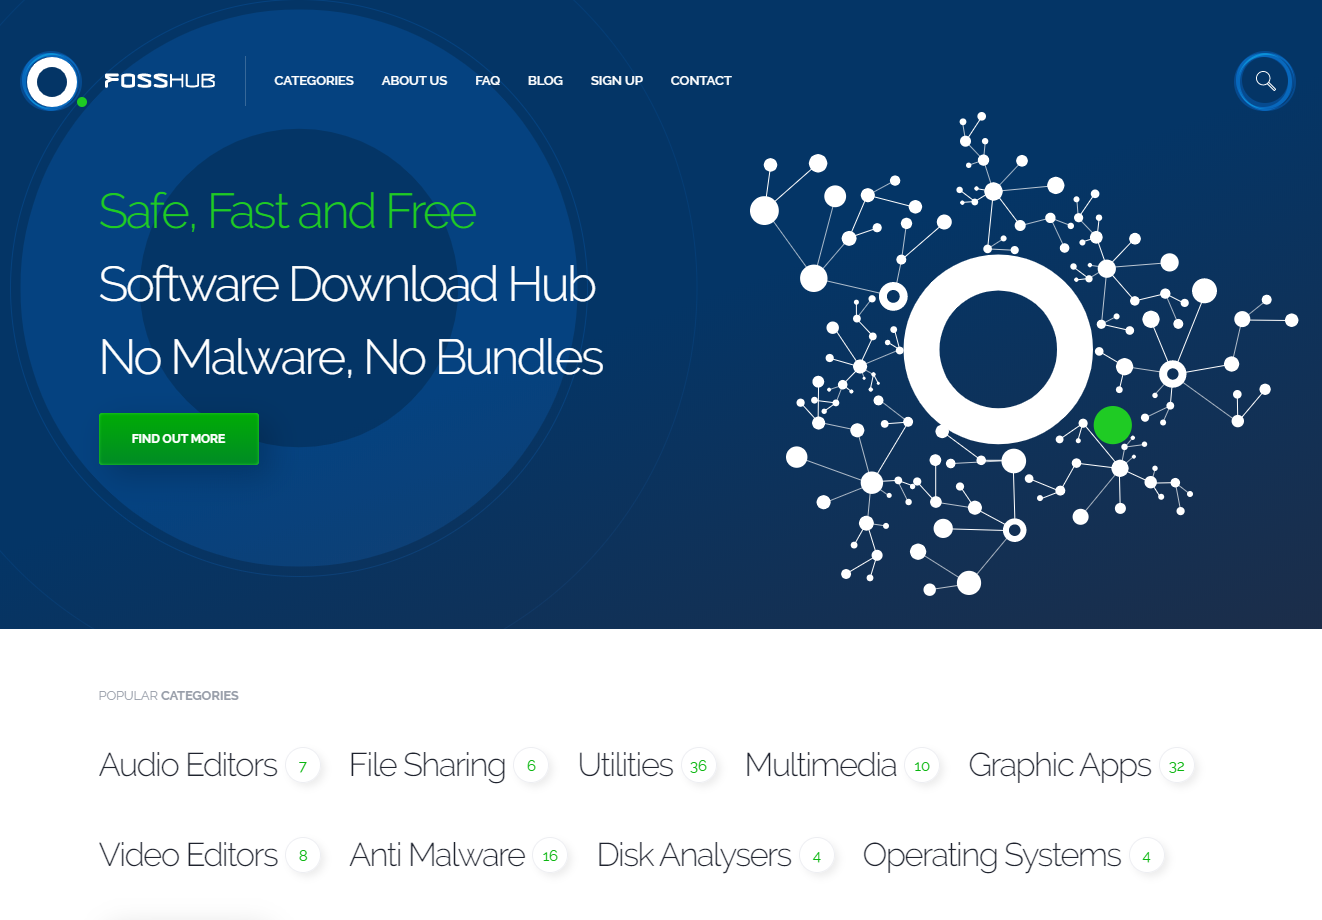 FOSSHUB
CATEGORIES ABOUT US FAQ BLOG SIGN UP CONTACT
Safe, Fast and Free
Software Download Hub
No Malware, No Bundles
FIND OUT MORE
POPULAR CATEGORIES
Audio Editors 7 File Sharing 6 Utilities 36 Multimedia 10 Graphic Apps 32
Video Editors 8 Anti Malware 16 Disk Analysers 4 Operating Systems 4